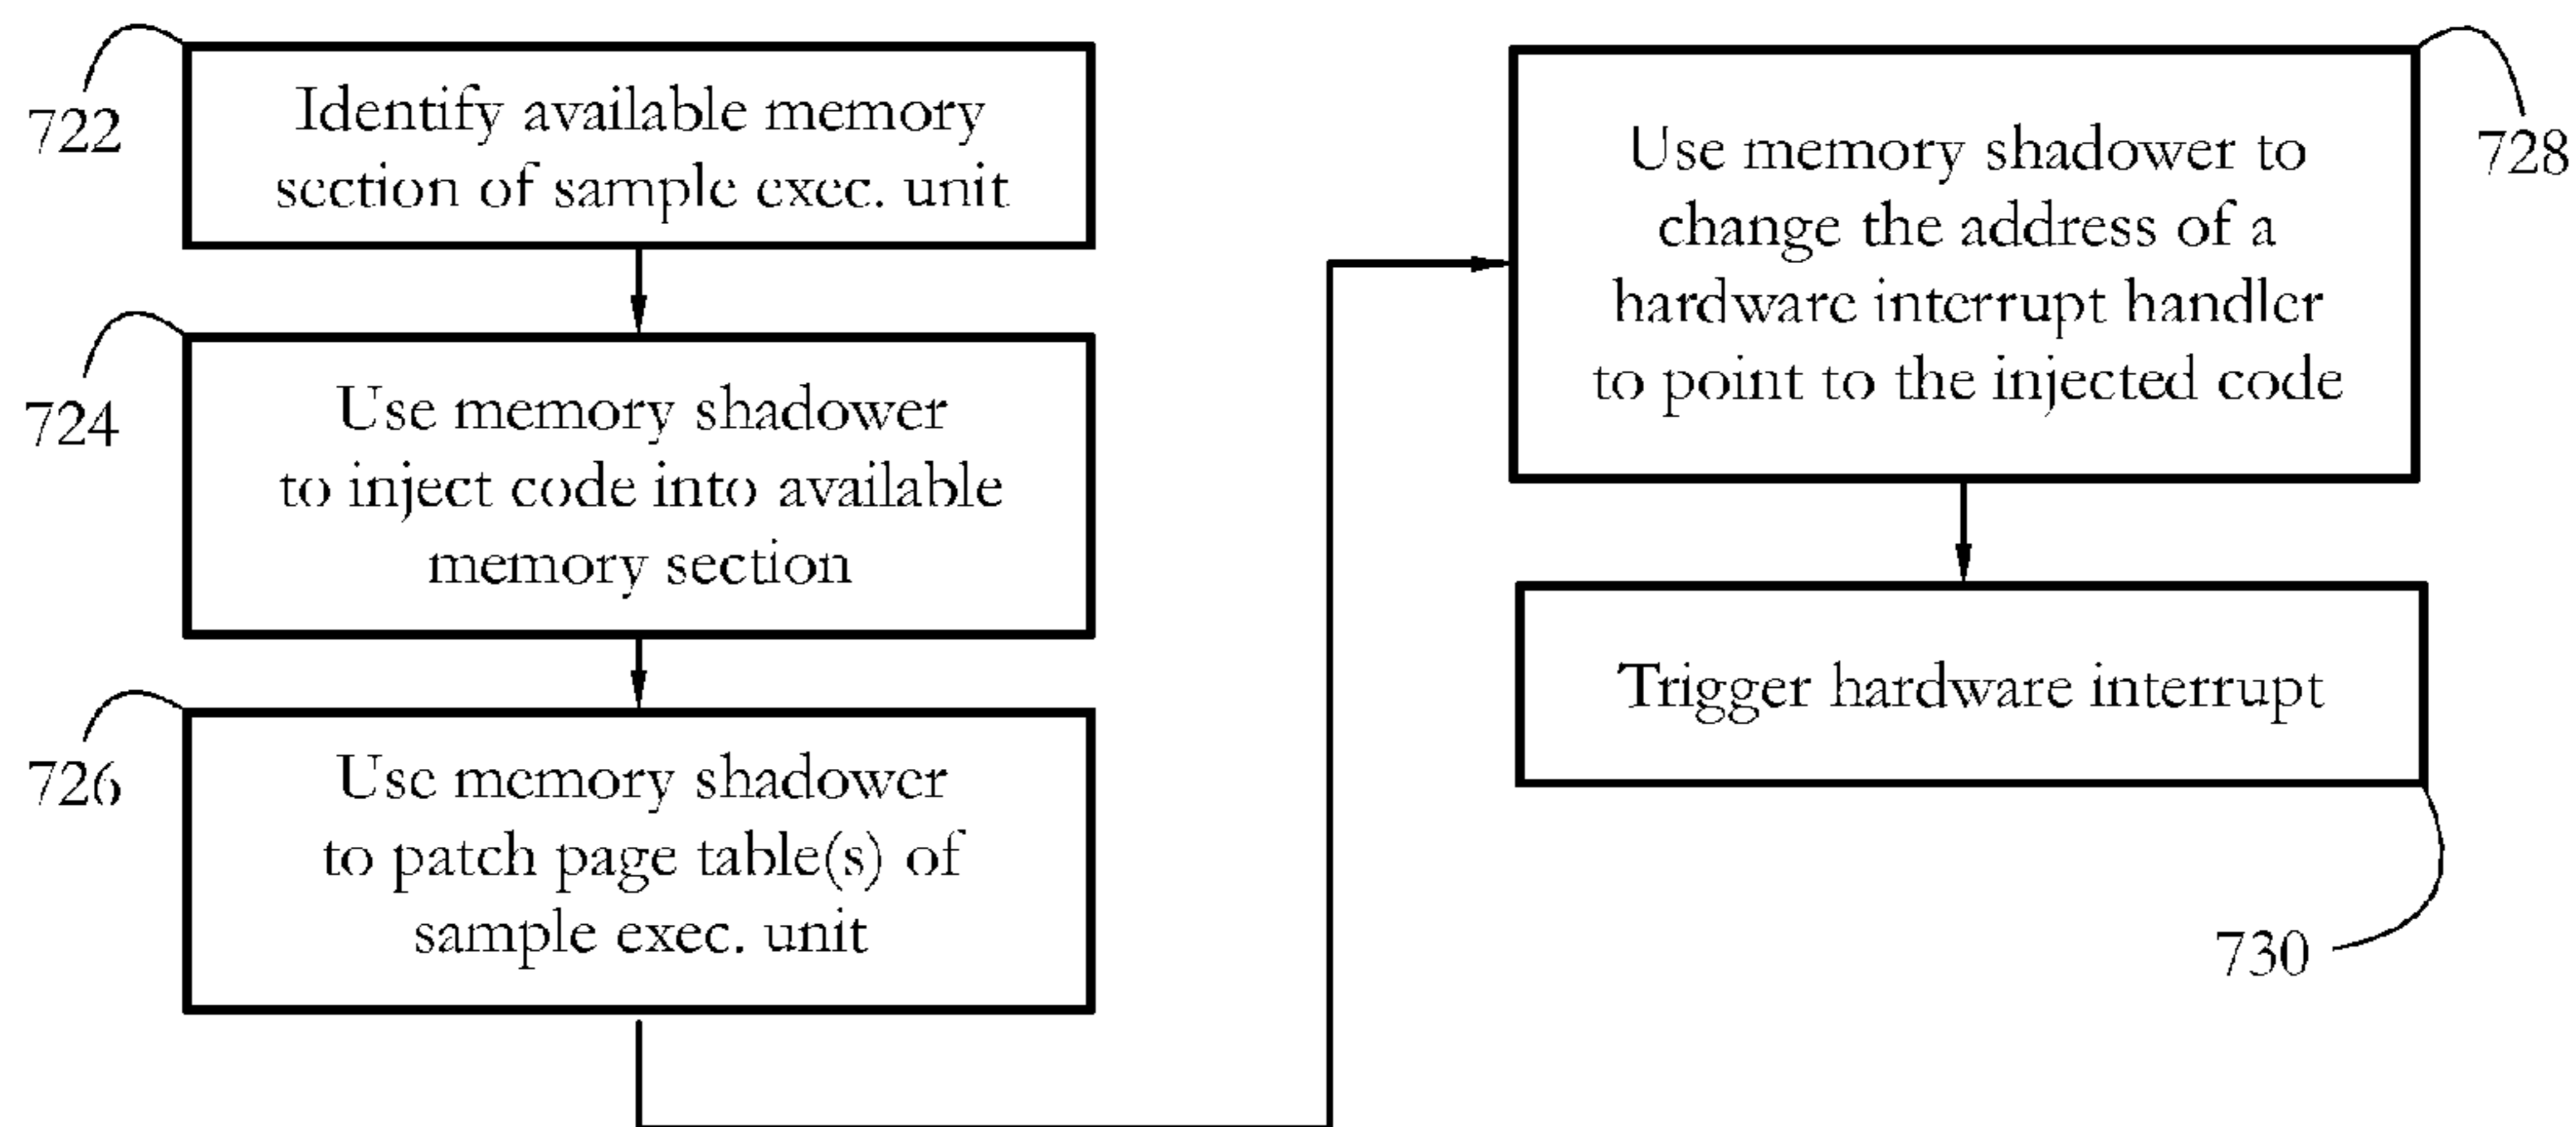 722
Identify available memory
section of sample exec. unit
724
Use memory shadower
to inject code into available
memory section
726
Use memory shadower
to patch page table(s) of
sample exec. unit
728
Use memory shadower to
change the address of a
hardware interrupt handler
to point to the injected code
Trigger hardware interrupt
730